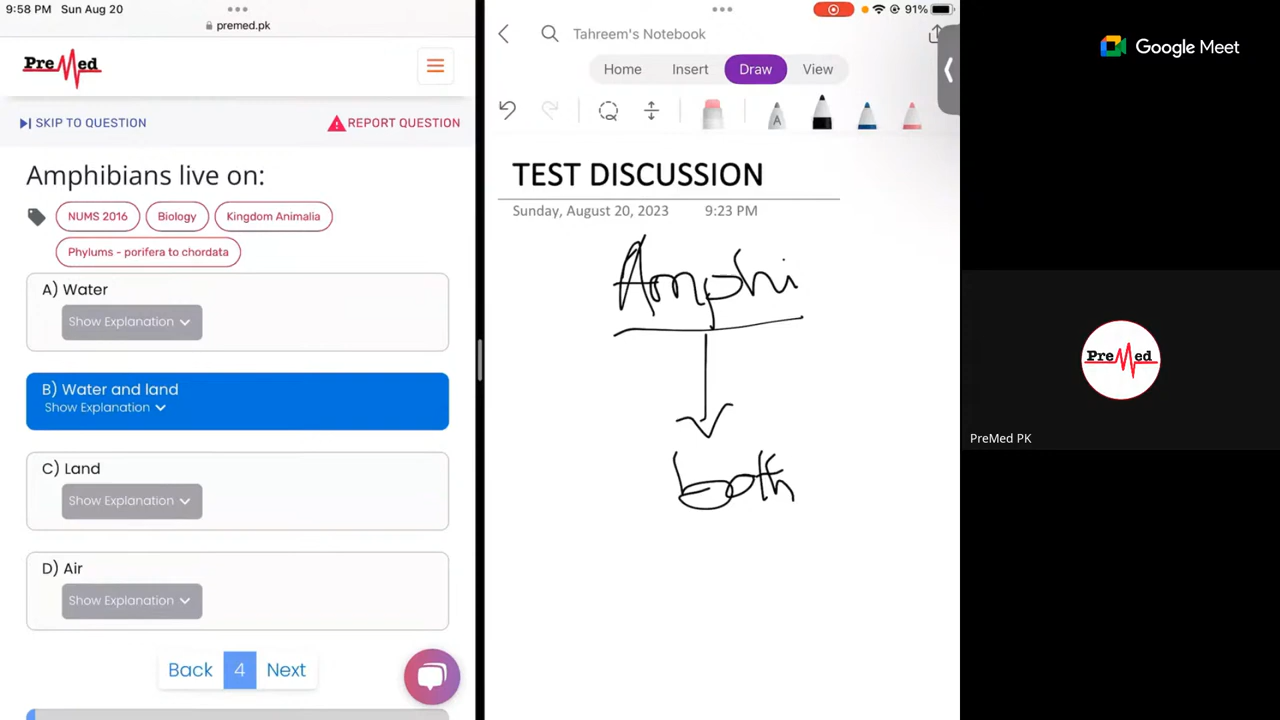 9:58 PM Sun Aug 20
premed.pk
PreMed
SKIP TO QUESTION
REPORT QUESTION
Amphibians live on:
NUMS 2016
Biology
Kingdom Animalia
Phylums - porifera to chordata
A) Water
Show Explanation
B) Water and land
Show Explanation
C) Land
Show Explanation
D) Air
Show Explanation
Back 4 Next
91%
Tahreem's Notebook
Home Insert Draw View
A
TEST DISCUSSION
Sunday, August 20, 2023 9:23 PM
Amphi
both
Google Meet
PreMed
PreMed PK